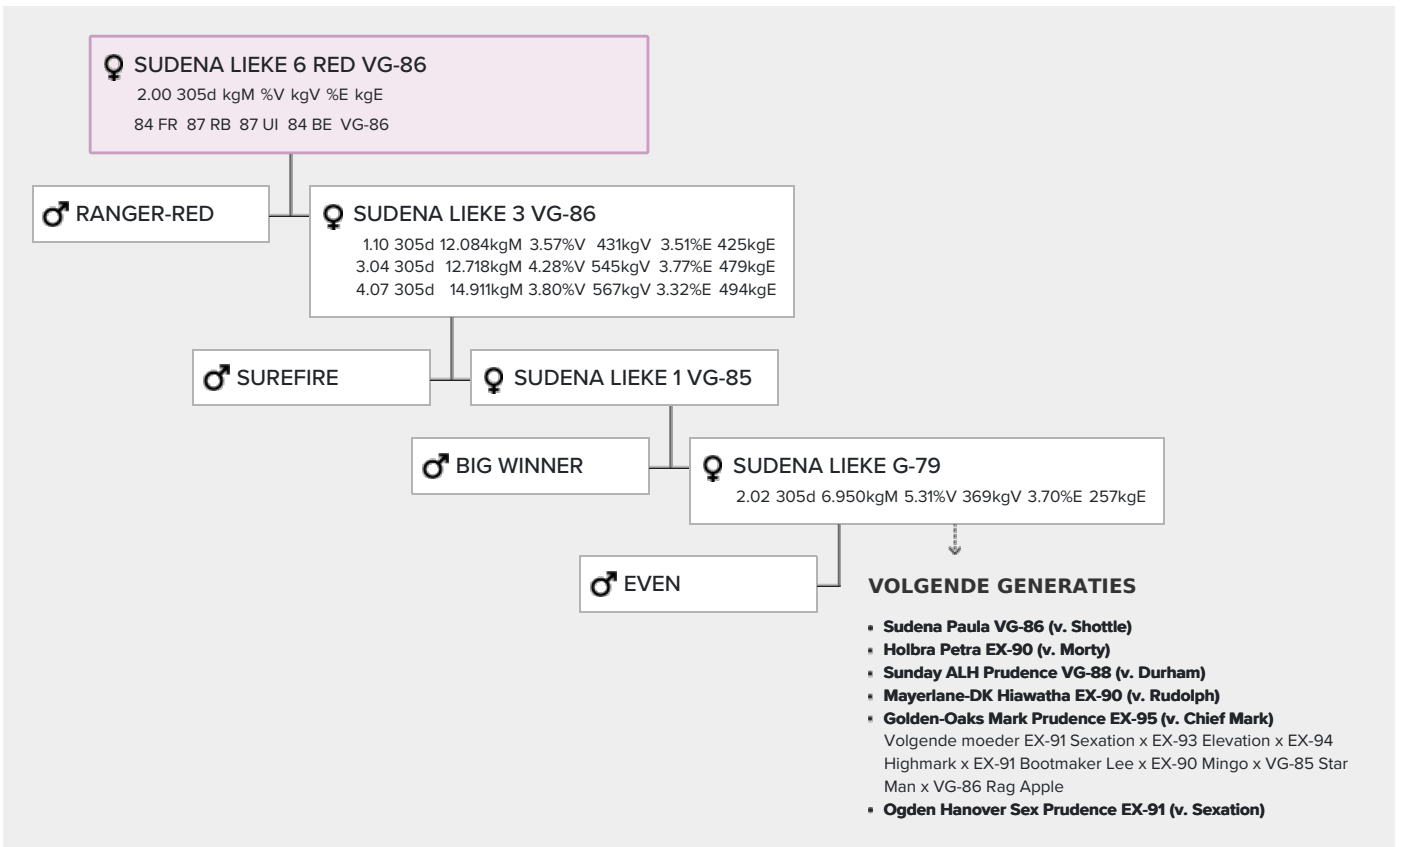 SUDENA LIEKE 6 RED VG-86
2.00 305d kgM %V kgV %E kgE
84 FR 87 RB 87 UI 84 BE VG-86
RANGER-RED
SUDENA LIEKE 3 VG-86
1.10 305d 12.084kgM 3.57%V 431kgV 3.51%E 425kgE
3.04 305d 12.718kgM 4.28%V 545kgV 3.77%E 479kgE
4.07 305d 14.911kgM 3.80%V 567kgV 3.32%E 494kgE
SUREFIRE
SUDENA LIEKE 1 VG-85
BIG WINNER
SUDENA LIEKE G-79
2.02 305d 6.950kgM 5.31%V 369kgV 3.70%E 257kgE
EVEN
VOLGENDE GENERATIES
• Sudena Paula VG-86 (v. Shottle)
• Holbra Petra EX-90 (v. Morty)
• Sunday ALH Prudence VG-88 (v. Durham)
• Mayerlane-DK Hiawatha EX-90 (v. Rudolph)
• Golden-Oaks Mark Prudence EX-95 (v. Chief Mark)
Volgende moeder EX-91 Sexation x EX-93 Elevation x EX-94
Highmark x EX-91 Bootmaker Lee x EX-90 Mingo x VG-85 Star
Man x VG-86 Rag Apple
• Ogden Hanover Sex Prudence EX-91 (v. Sexation)